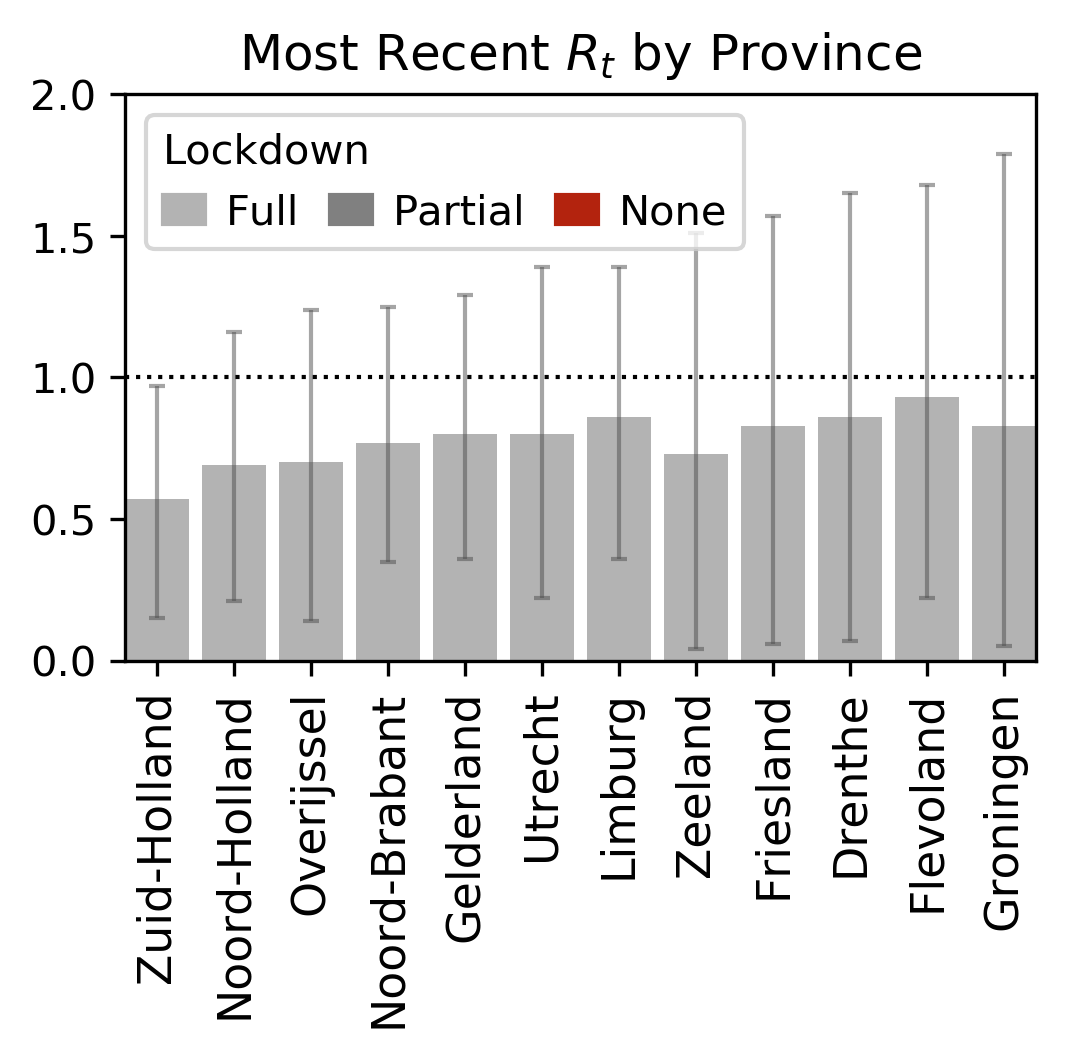 Most Recent Rt by Province
2.0
1.5
1.0
0.5
0.0
Lockdown
Full Partial None
Zuid-Holland
Noord-Holland
Overijssel
Noord-Brabant
Gelderland
Utrecht
Limburg
Zeeland
Friesland
Drenthe
Flevoland
Groningen